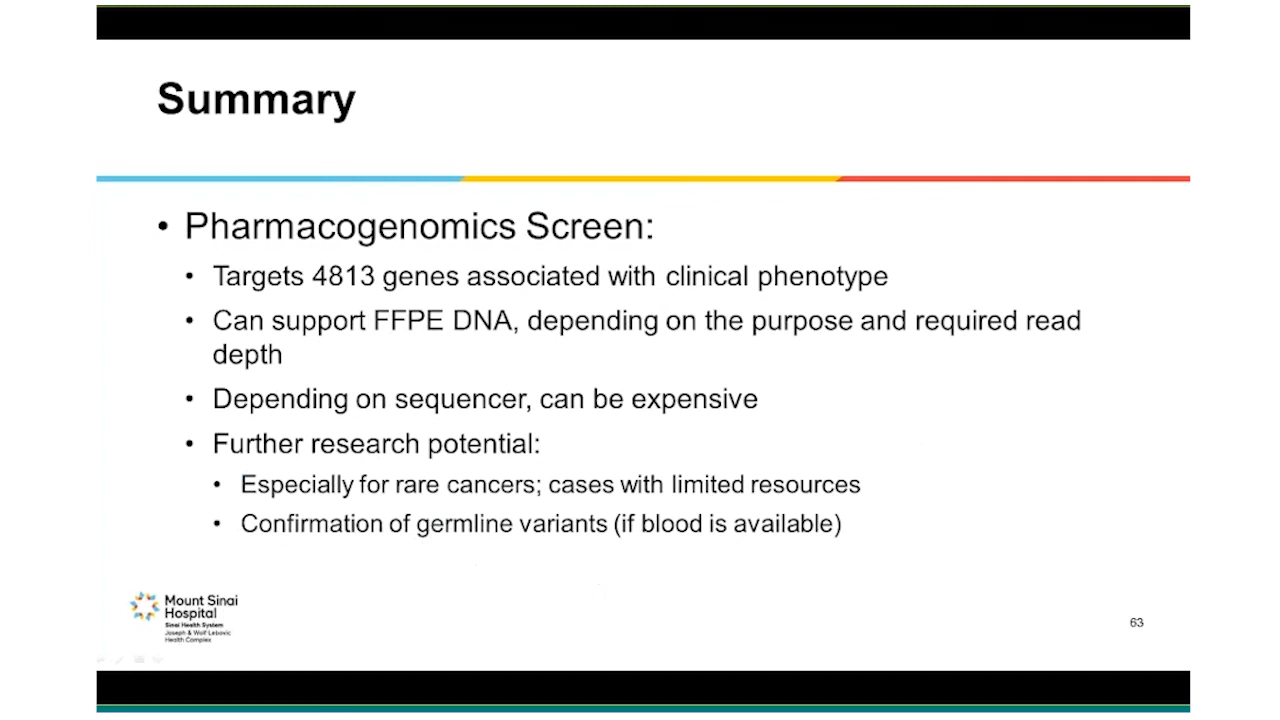 Summary
• Pharmacogenomics Screen:
• Targets 4813 genes associated with clinical phenotype
• Can support FFPE DNA, depending on the purpose and required read
depth
• Depending on sequencer, can be expensive
• Further research potential:
• Especially for rare cancers; cases with limited resources
• Confirmation of germline variants (if blood is available)
Mount Sinai
Hospital
Sinai Health System
Joseph & Wolf Lebovic
Health Complex
63